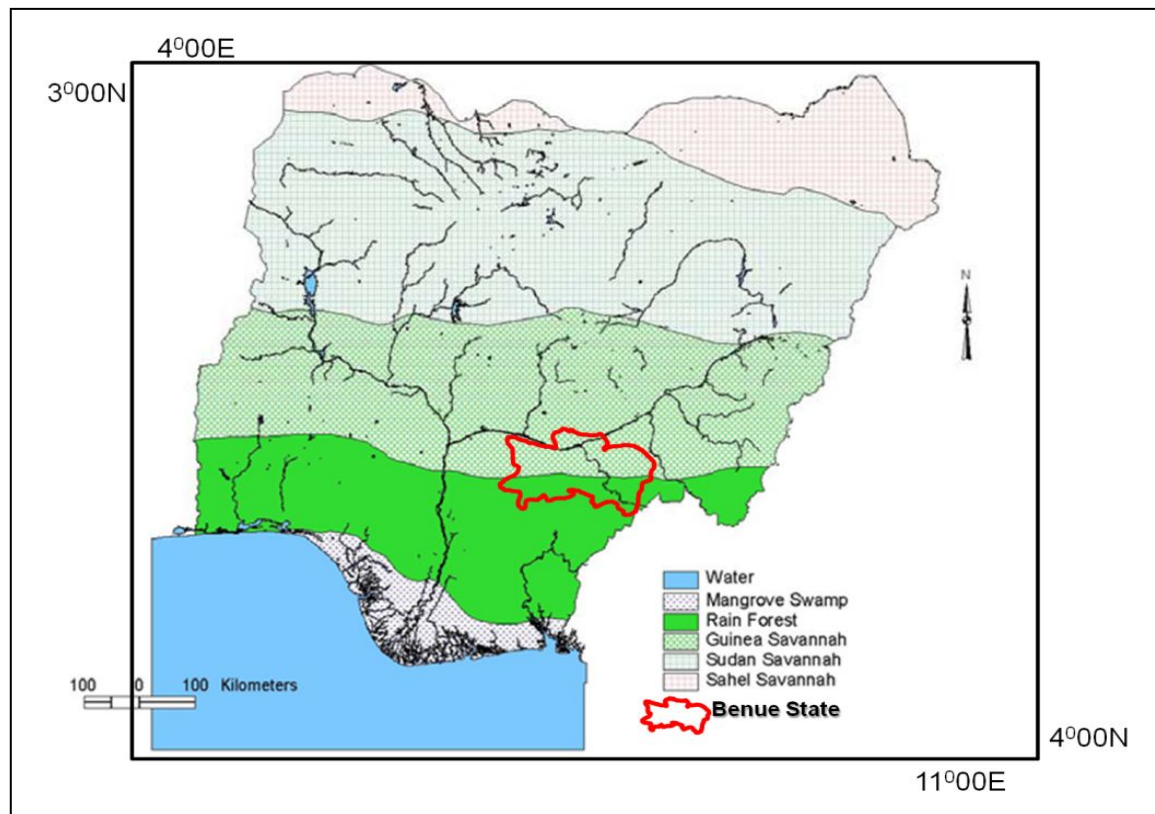 4⁰00E
3⁰00N
N
Water
Mangrove Swamp
Rain Forest
Guinea Savannah
Sudan Savannah
Sahel Savannah
100 0 100 Kilometers
Benue State
4⁰00N
11⁰00E